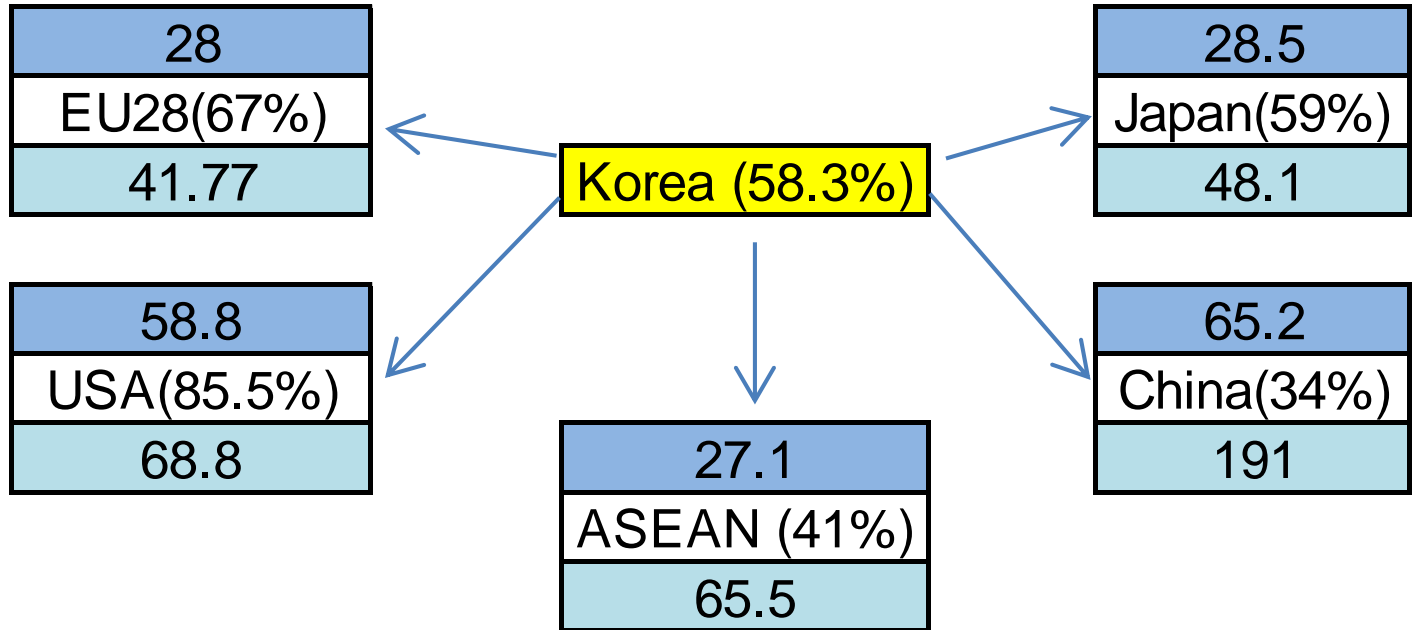 28
EU28(67%)
41.77
Korea (58.3%)
28.5
Japan(59%)
48.1
58.8
USA(85.5%)
68.8
27.1
ASEAN (41%)
65.5
65.2
China(34%)
191